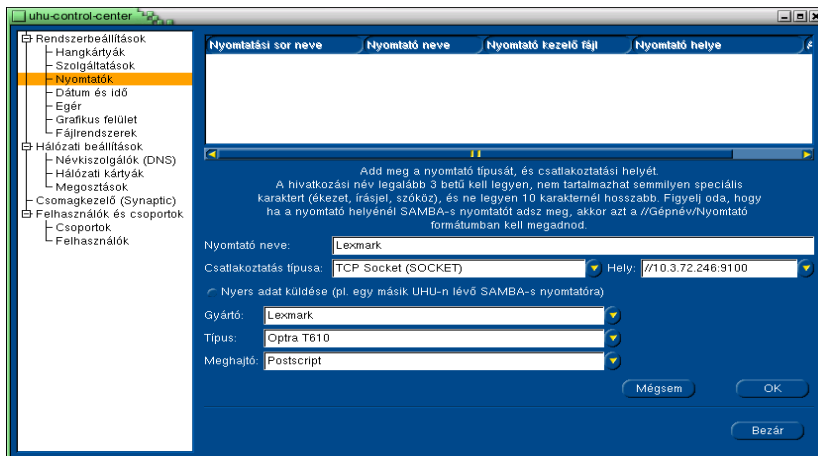 uhu-control-center
Rendszerbeállítások
Hangkártyák
Szolgáltatások
Nyomtatók
Dátum és idő
Egér
Grafikus felület
Fájlrendszerek
Hálózati beállítások
Névkiszolgálók (DNS)
Hálózati kártyák
Megosztások
Csomagkezelő (Synaptic)
Felhasználók és csoportok
Csoportok
Felhasználók
Nyomtatási sor neve Nyomtató neve Nyomtató kezelő fájl Nyomtató helye
Add meg a nyomtató típusát, és csatlakoztatási helyét.
A hivatkozási név legalább 3 betű kell legyen, nem tartalmazhat semmilyen speciális
karaktert (ékezet, írásjel, szóköz), és ne legyen 10 karakternél hosszabb. Figyelj oda, hogy
ha a nyomtató helyénél SAMBA-s nyomtatót adsz meg, akkor azt a //Gépnév/Nyomtató
formátumban kell megadnod.
Nyomtató neve: Lexmark
Csatlakoztatás típusa: TCP Socket (SOCKET) Hely: //10.3.72.246:9100
Nyers adat küldése (pl. egy másik UHU-n lévő SAMBA-s nyomtatóra)
Gyártó: Lexmark
Típus: Optra T610
Meghajtó: Postscript
Mégsem OK
Bezár